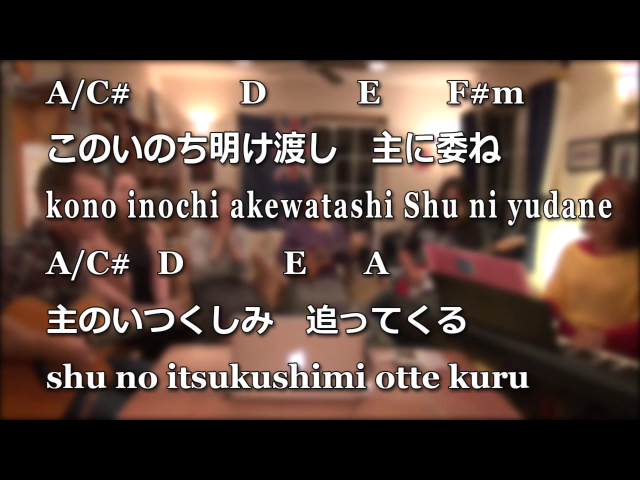 A/C# D E F#m
このいのち明け渡し 主に委ね
kono inochi akewatashi Shu ni yudane
A/C# D E A
主のいつくしみ 追ってくる
shu no itsukushimi otte kuru